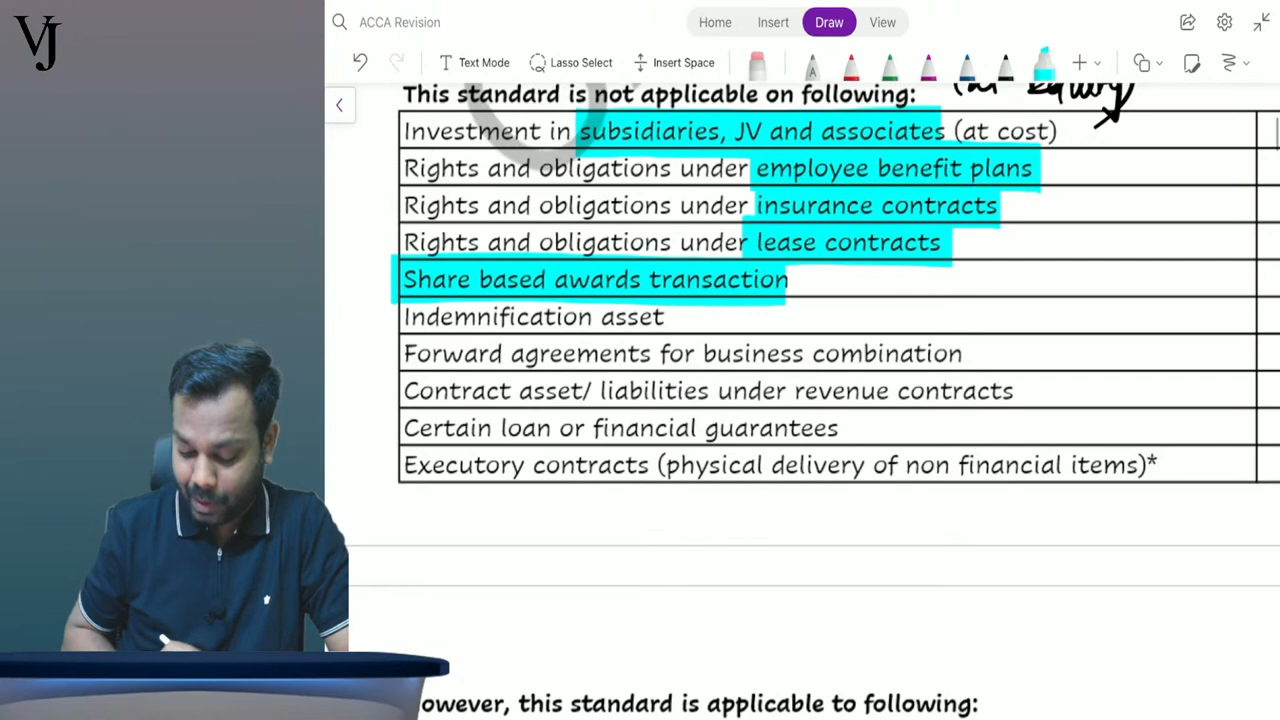 VJ
ACCA Revision
Home Insert Draw View
Text Mode Lasso Select Insert Space
This standard is not applicable on following:
Investment in subsidiaries, JV and associates (at cost)
Rights and obligations under employee benefit plans
Rights and obligations under insurance contracts
Rights and obligations under lease contracts
Share based awards transaction
Indemnification asset
Forward agreements for business combination
Contract asset/ liabilities under revenue contracts
Certain loan or financial guarantees
Executory contracts (physical delivery of non financial items)*
owever, this standard is applicable to following: